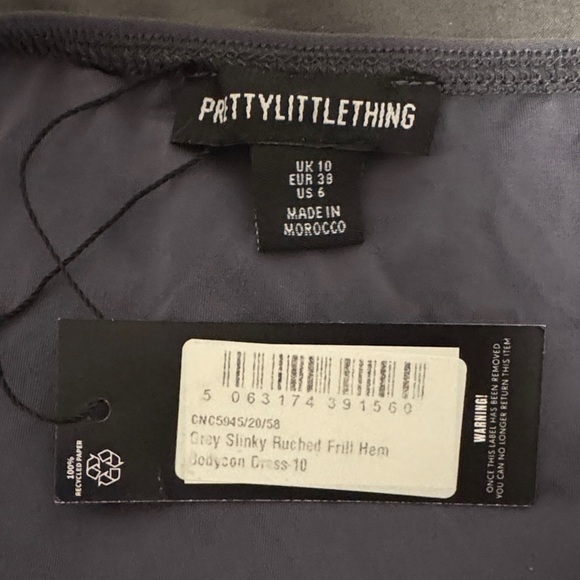 PRETTYLITTLETHING
UK 10
EUR 38
US 6
MADE IN
MOROCCO
5 063174 391560
CNC5945/20/58
Grey Slinky Ruched Frill Hem
Bodycon Dress-10
100%
RECYCLED PAPER
WARNING!
ONCE THIS LABEL HAS BEEN REMOVED
YOU CAN NO LONGER RETURN THIS ITEM